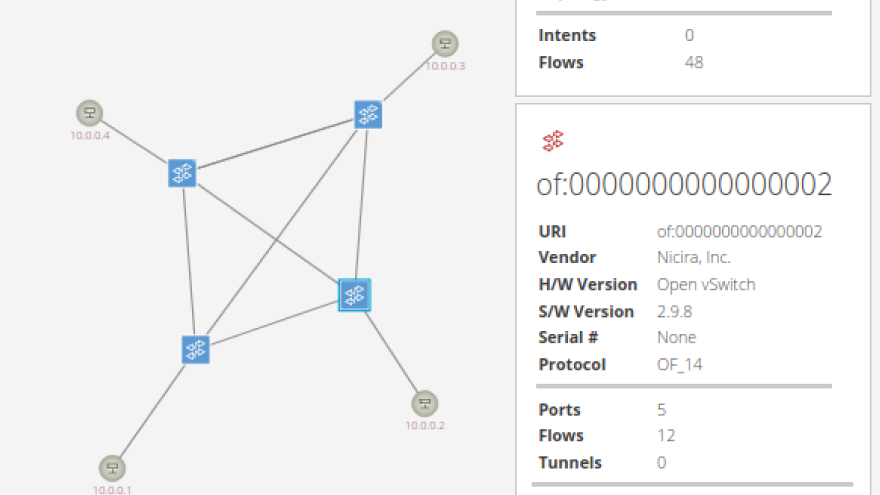 10.0.0.3
10.0.0.4
10.0.0.2
10.0.0.1
Intents 0
Flows 48
of:0000000000000002
URI of:0000000000000002
Vendor Nicira, Inc.
H/W Version Open vSwitch
S/W Version 2.9.8
Serial # None
Protocol OF_14
Ports 5
Flows 12
Tunnels 0